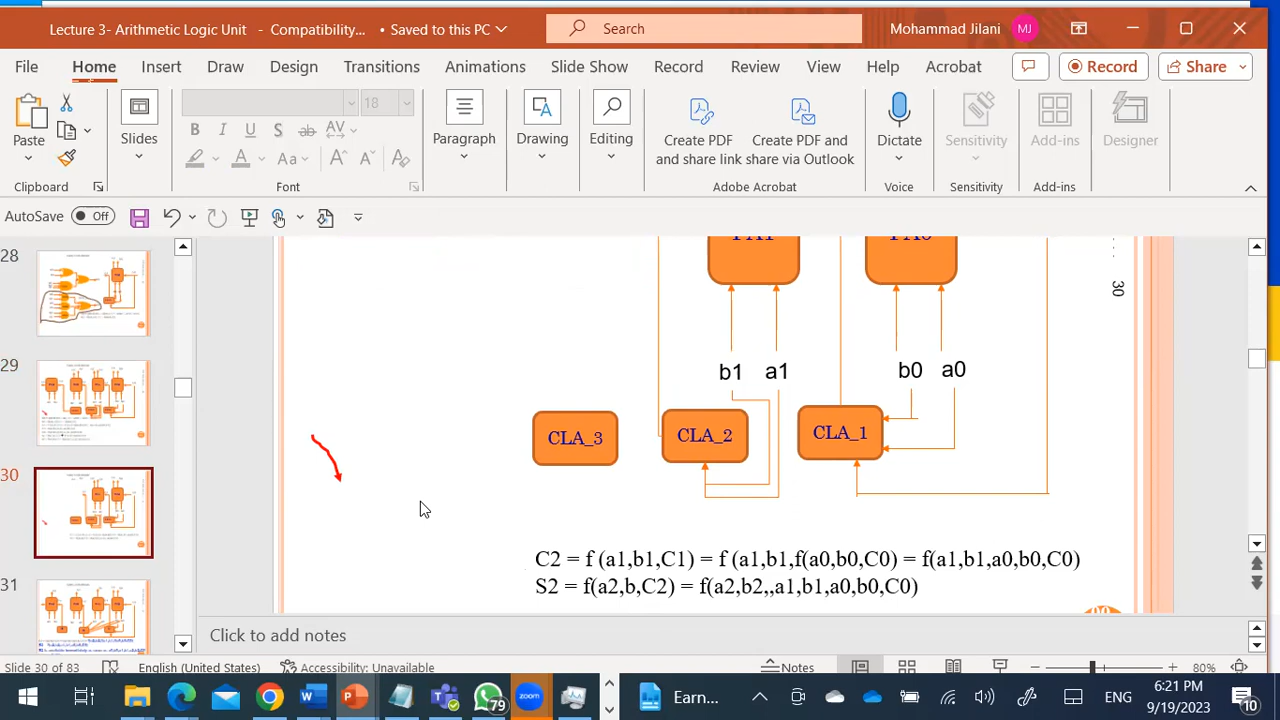 Lecture 3- Arithmetic Logic Unit - Compatibility... • Saved to this PC
Search
Mohammad Jilani MJ
File Home Insert Draw Design Transitions Animations Slide Show Record Review View Help Acrobat Record Share
18
Paste
Slides
B I U S ab AV
Aa A A
Paragraph
Drawing
Editing
Create PDF and share link
Create PDF and share via Outlook
Dictate
Sensitivity
Add-ins
Designer
Clipboard Font Adobe Acrobat Voice Sensitivity Add-ins
AutoSave Off
28
29
30
31
30
b1 a1 b0 a0
CLA_3 CLA_2 CLA_1
C2 = f (a1,b1,C1) = f (a1,b1,f(a0,b0,C0) = f(a1,b1,a0,b0,C0)
S2 = f(a2,b,C2) = f(a2,b2,,a1,b1,a0,b0,C0)
Click to add notes
Slide 30 of 83 English (United States) Accessibility: Unavailable Notes 80%
79 zoom Earn... ENG 6:21 PM
9/19/2023 10